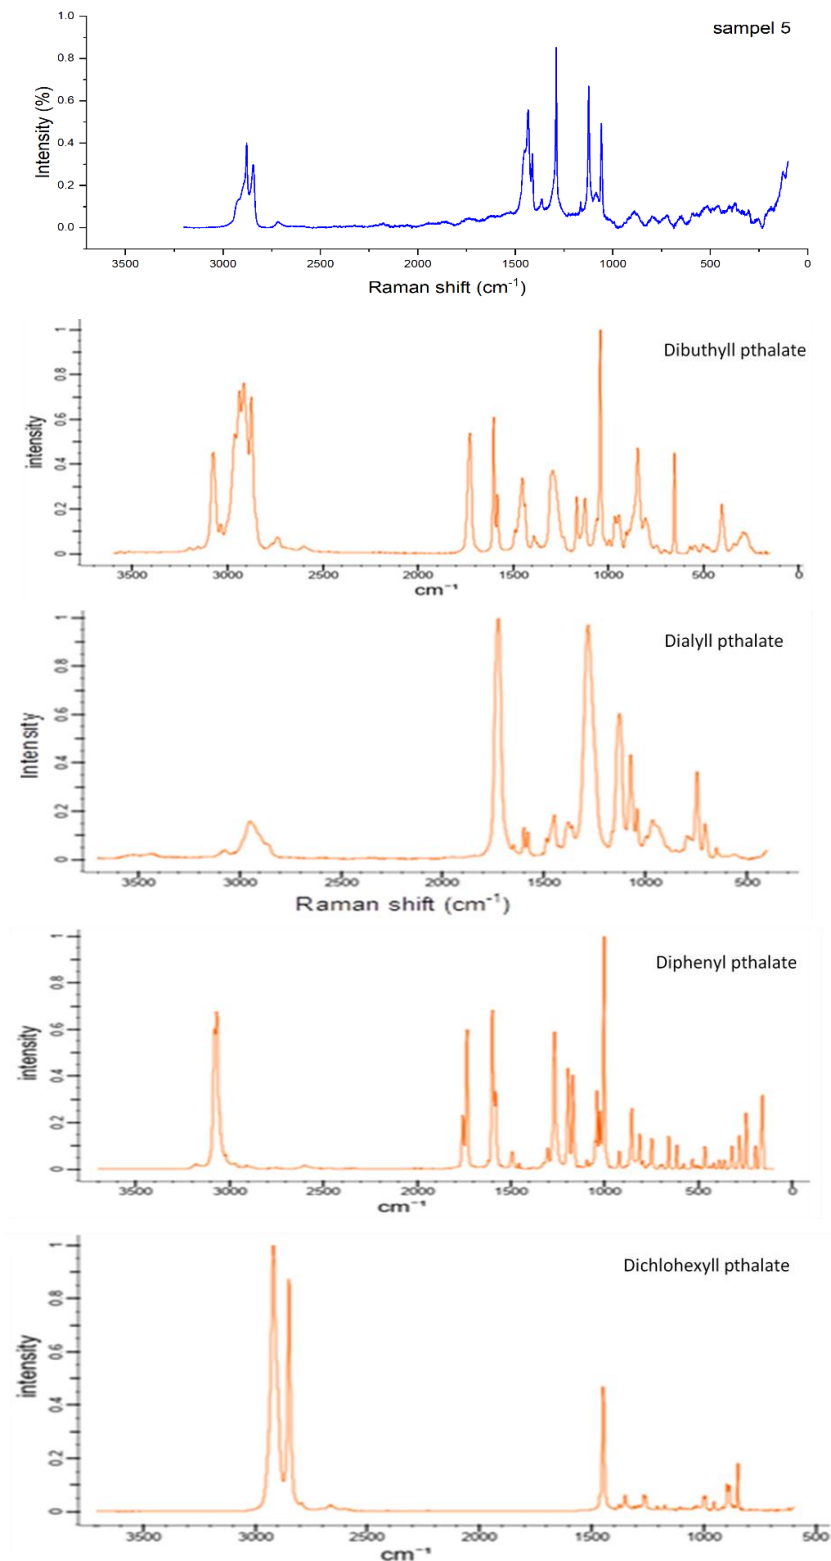 sampel 5
1.0
0.8
0.6
0.4
0.2
0.0
Intensity (%)
3500 3000 2500 2000 1500 1000 500 0
Raman shift (cm⁻¹)
Dibuthyll pthalate
1
0.8
0.6
0.4
0.2
0
intensity
3500 3000 2500 2000 1500 1000 500 0
cm⁻¹
Dialyll pthalate
1
0.8
0.6
0.4
0.2
0
Intensity
3500 3000 2500 2000 1500 1000 500
Raman shift (cm⁻¹)
Diphenyl pthalate
1
0.8
0.6
0.4
0.2
0
intensity
3500 3000 2500 2000 1500 1000 500 0
cm⁻¹
Dichlohexyll pthalate
1
0.8
0.6
0.4
0.2
0
intensity
3500 3000 2500 2000 1500 1000 500
cm⁻¹